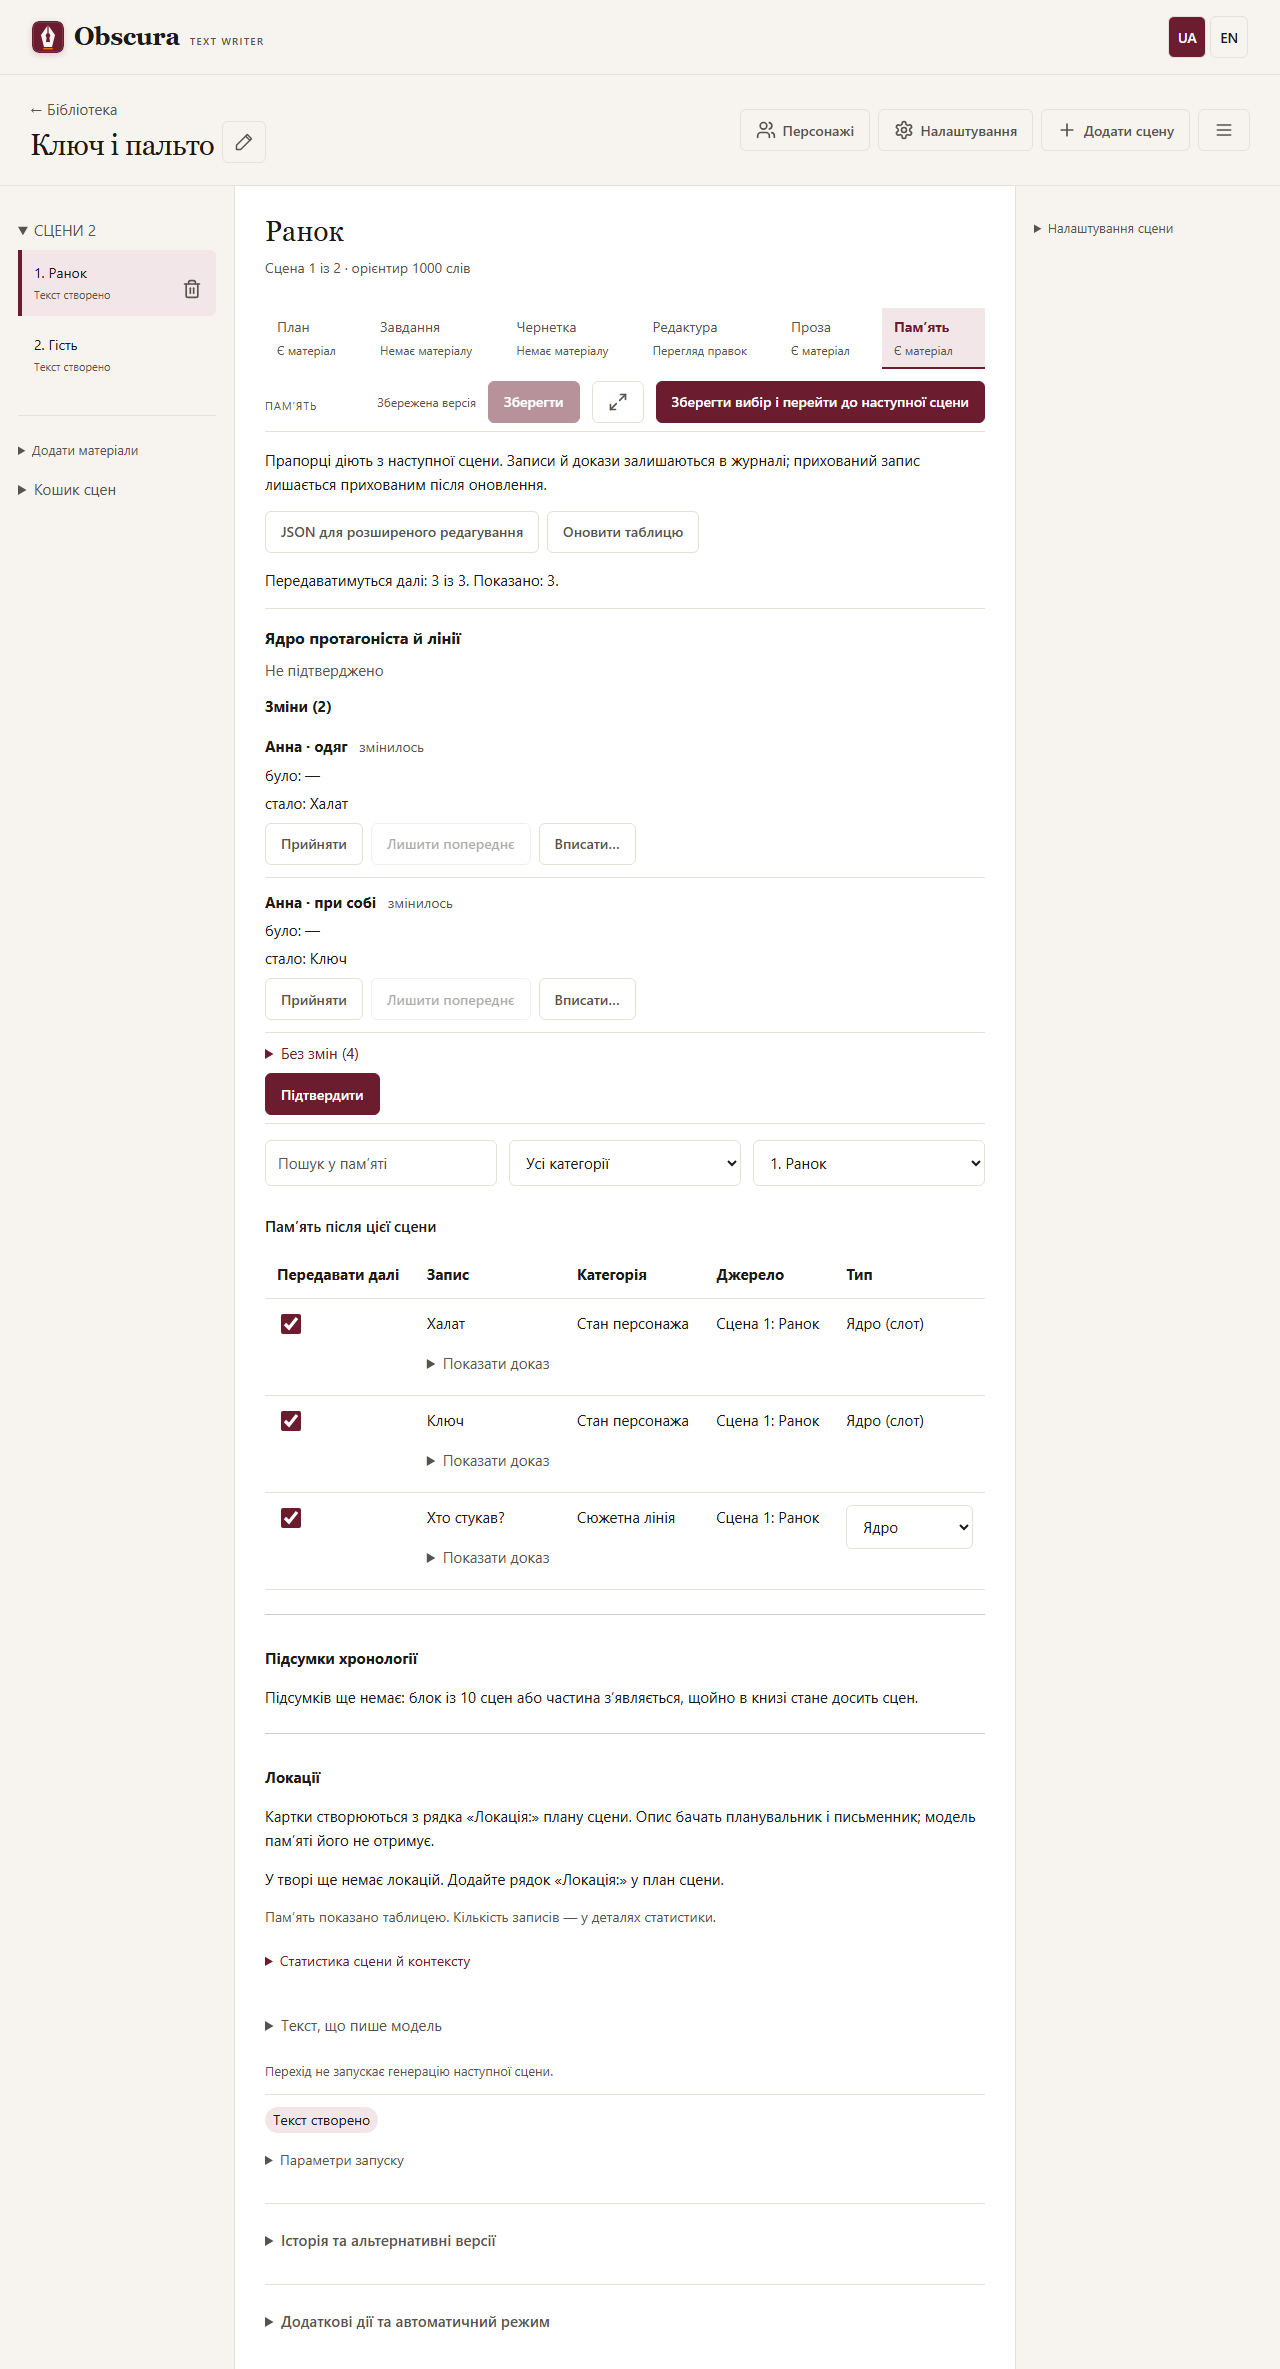 Obscura TEXT WRITER
UA EN
← Бібліотека
Ключ і пальто
Персонажі
Налаштування
Додати сцену
СЦЕНИ 2
1. Ранок
Текст створено
2. Гість
Текст створено
Додати матеріали
Кошик сцен
Ранок
Сцена 1 із 2 · орієнтир 1000 слів
План
Є матеріал
Завдання
Немає матеріалу
Чернетка
Немає матеріалу
Редактура
Перегляд правок
Проза
Є матеріал
Пам’ять
Є матеріал
ПАМ’ЯТЬ
Збережена версія
Зберегти
Зберегти вибір і перейти до наступної сцени
Прапорці діють з наступної сцени. Записи й докази залишаються в журналі; прихований запис
лишається прихованим після оновлення.
JSON для розширеного редагування
Оновити таблицю
Передаватимуться далі: 3 із 3. Показано: 3.
Ядро протагоніста й лінії
Не підтверджено
Зміни (2)
Анна · одяг змінилось
було: —
стало: Халат
Прийняти
Лишити попереднє
Вписати...
Анна · при собі змінилось
було: —
стало: Ключ
Прийняти
Лишити попереднє
Вписати...
Без змін (4)
Підтвердити
Пошук у пам’яті
Усі категорії
1. Ранок
Пам’ять після цієї сцени
Передавати далі Запис Категорія Джерело Тип
Халат Стан персонажа Сцена 1: Ранок Ядро (слот)
Показати доказ
Ключ Стан персонажа Сцена 1: Ранок Ядро (слот)
Показати доказ
Хто стукав? Сюжетна лінія Сцена 1: Ранок Ядро
Показати доказ
Підсумки хронології
Підсумків ще немає: блок із 10 сцен або частина з’являється, щойно в книзі стане досить сцен.
Локації
Картки створюються з рядка «Локація:» плану сцени. Опис бачать планувальник і письменник; модель
пам’яті його не отримує.
У творі ще немає локацій. Додайте рядок «Локація:» у план сцени.
Пам’ять показано таблицею. Кількість записів — у деталях статистики.
Статистика сцени й контексту
Текст, що пише модель
Перехід не запускає генерацію наступної сцени.
Текст створено
Параметри запуску
Історія та альтернативні версії
Додаткові дії та автоматичний режим
Налаштування сцени